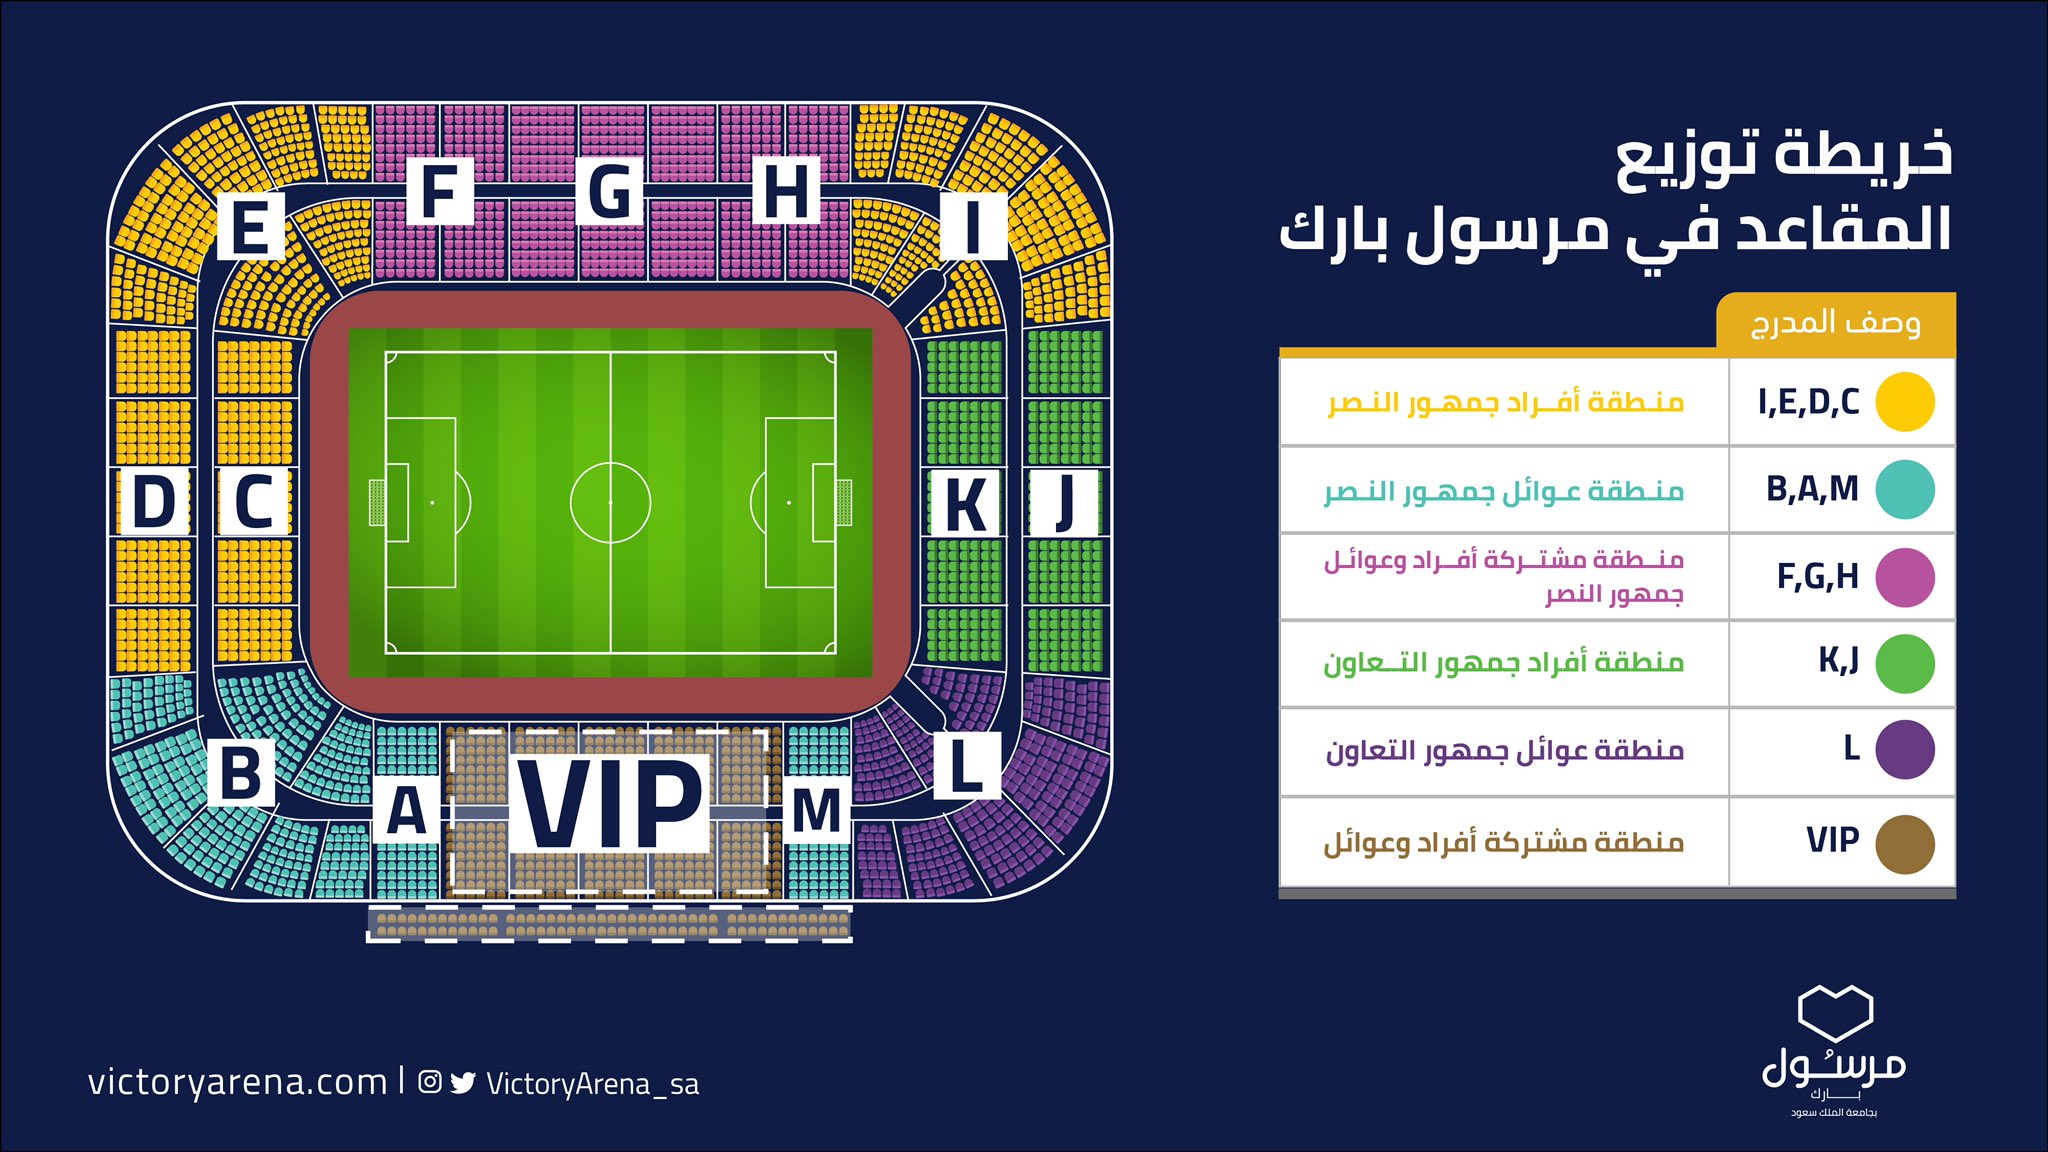 خريطة توزيع
المقاعد في مرسول بارك
وصف المدرج
I,E,D,C
منطقة أفراد جمهور النصر
B,A,M
منطقة عوائل جمهور النصر
F,G,H
منطقة مشتركة أفراد وعوائل
جمهور النصر
K,J
منطقة أفراد جمهور التعاون
L
منطقة عوائل جمهور التعاون
VIP
منطقة مشتركة أفراد وعوائل
F
G
H
E
I
D
C
K
J
B
A
VIP
M
L
مرسُول
بارك
بجامعة الملك سعود
victoryarena.com | VictoryArena_sa